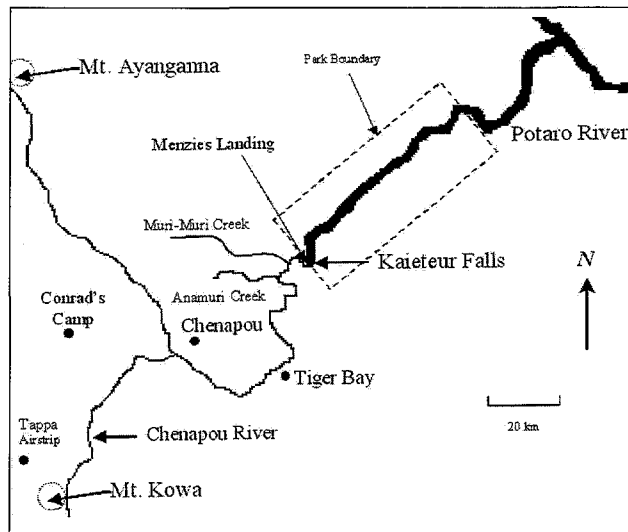 Mt. Ayanganna
Park Boundary
Potaro River
Menzies Landing
Muri-Muri Creek
Kaieteur Falls
N
Anamuri Creek
Conrad's
Camp
Chenapou
Tiger Bay
20 km
Tappa
Airstrip
Chenapou River
Mt. Kowa